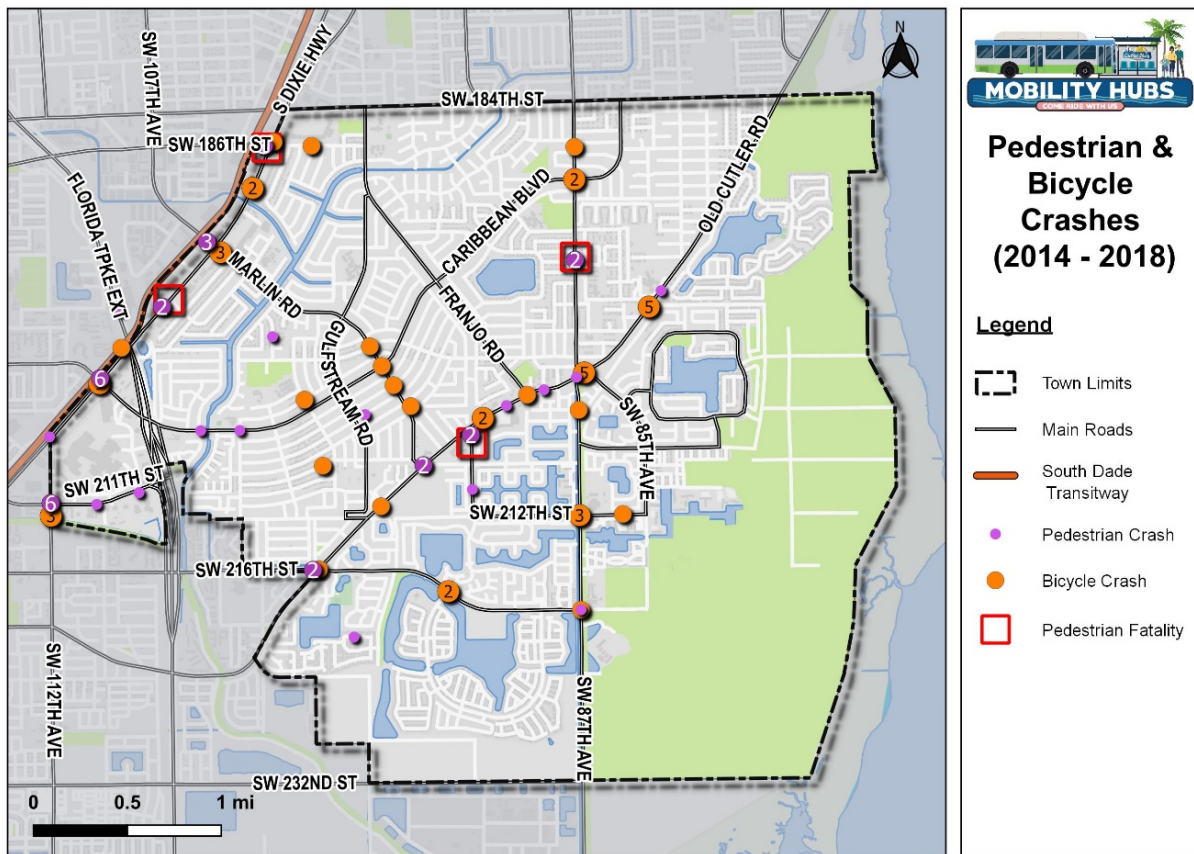 N
SW 107TH AVE
S DIXIE HWY
SW 184TH ST
SW 186TH ST
OLD CUTLER RD
FLORIDA TPKE EXT
CARIBBEAN BLVD
MARLIN RD
FRANJO RD
GULFSTREAM RD
SW 85TH AVE
SW 211TH ST
SW 212TH ST
SW 216TH ST
SW 112TH AVE
SW 87TH AVE
SW 232ND ST
2
2
3
3
2
2
5
6
5
2
2
2
6
3
3
2
2
0 0.5 1 mi
MOBILITY HUBS
COME RIDE WITH US
Pedestrian &
Bicycle
Crashes
(2014 - 2018)
Legend
Town Limits
Main Roads
South Dade
Transitway
Pedestrian Crash
Bicycle Crash
Pedestrian Fatality